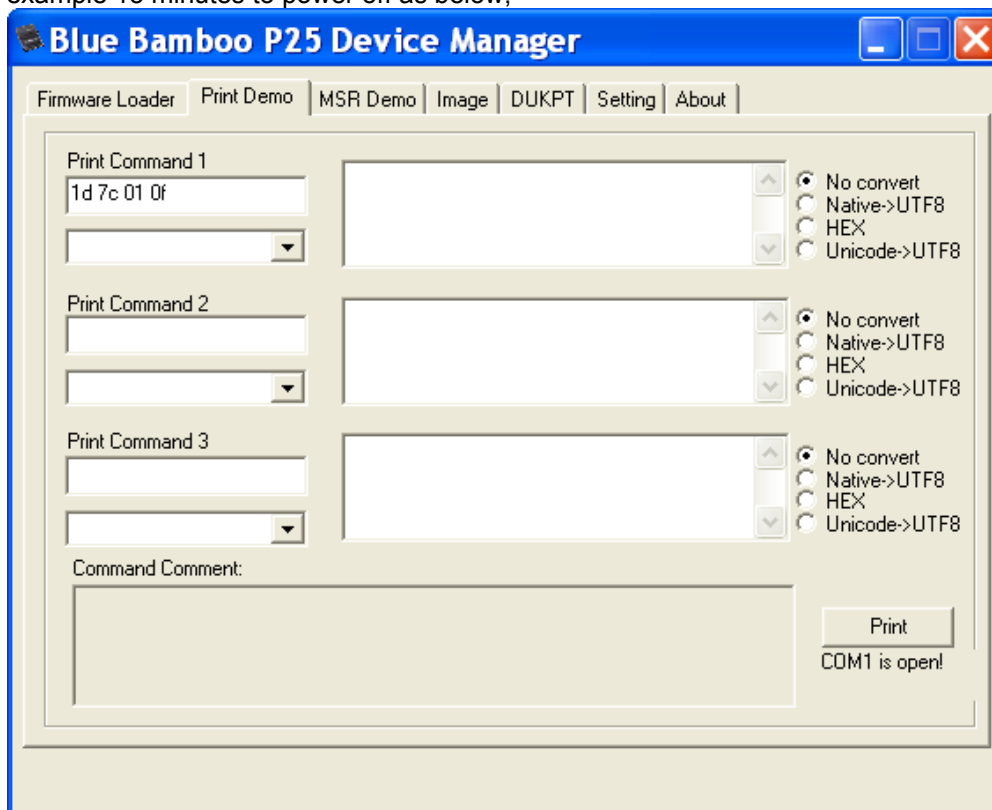 Blue Bamboo P25 Device Manager
Firmware Loader Print Demo MSR Demo Image DUKPT Setting About
Print Command 1
1d 7c 01 0f
No convert
Native->UTF8
HEX
Unicode->UTF8
Print Command 2
No convert
Native->UTF8
HEX
Unicode->UTF8
Print Command 3
No convert
Native->UTF8
HEX
Unicode->UTF8
Command Comment:
Print
COM1 is open!